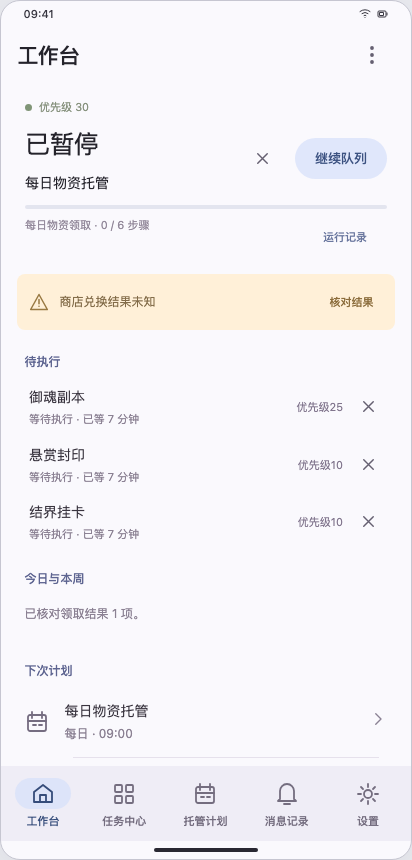 09:41
工作台
优先级 30
已暂停
继续队列
每日物资托管
每日物资领取 · 0 / 6 步骤
运行记录
商店兑换结果未知
核对结果
待执行
御魂副本
等待执行 · 已等 7 分钟
优先级25
悬赏封印
等待执行 · 已等 7 分钟
优先级10
结界挂卡
等待执行 · 已等 7 分钟
优先级10
今日与本周
已核对领取结果 1 项。
下次计划
每日物资托管
每日 · 09:00
工作台
任务中心
托管计划
消息记录
设置